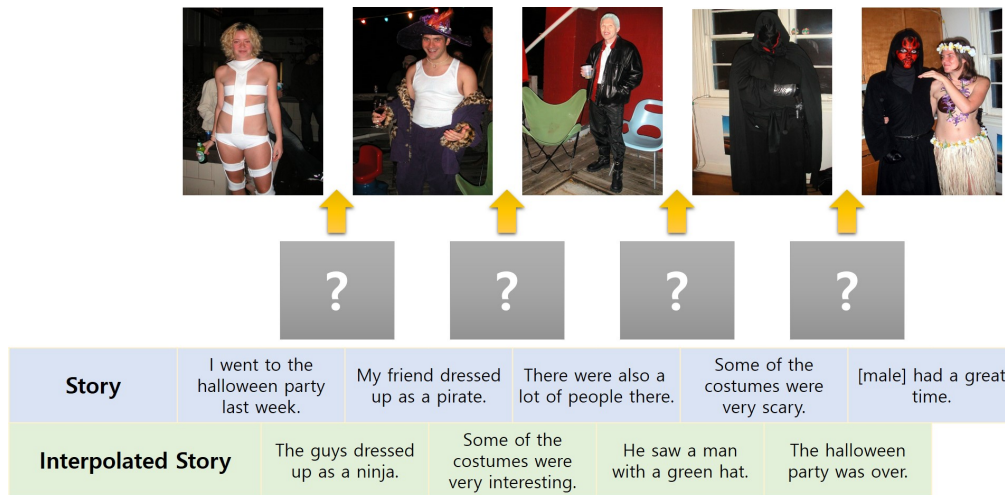 ?
?
?
?
Story
I went to the
halloween party
last week.
My friend dressed
up as a pirate.
There were also a
lot of people there.
Some of the
costumes were
very scary.
[male] had a great
time.
Interpolated Story
The guys dressed
up as a ninja.
Some of the
costumes were
very interesting.
He saw a man
with a green hat.
The halloween
party was over.